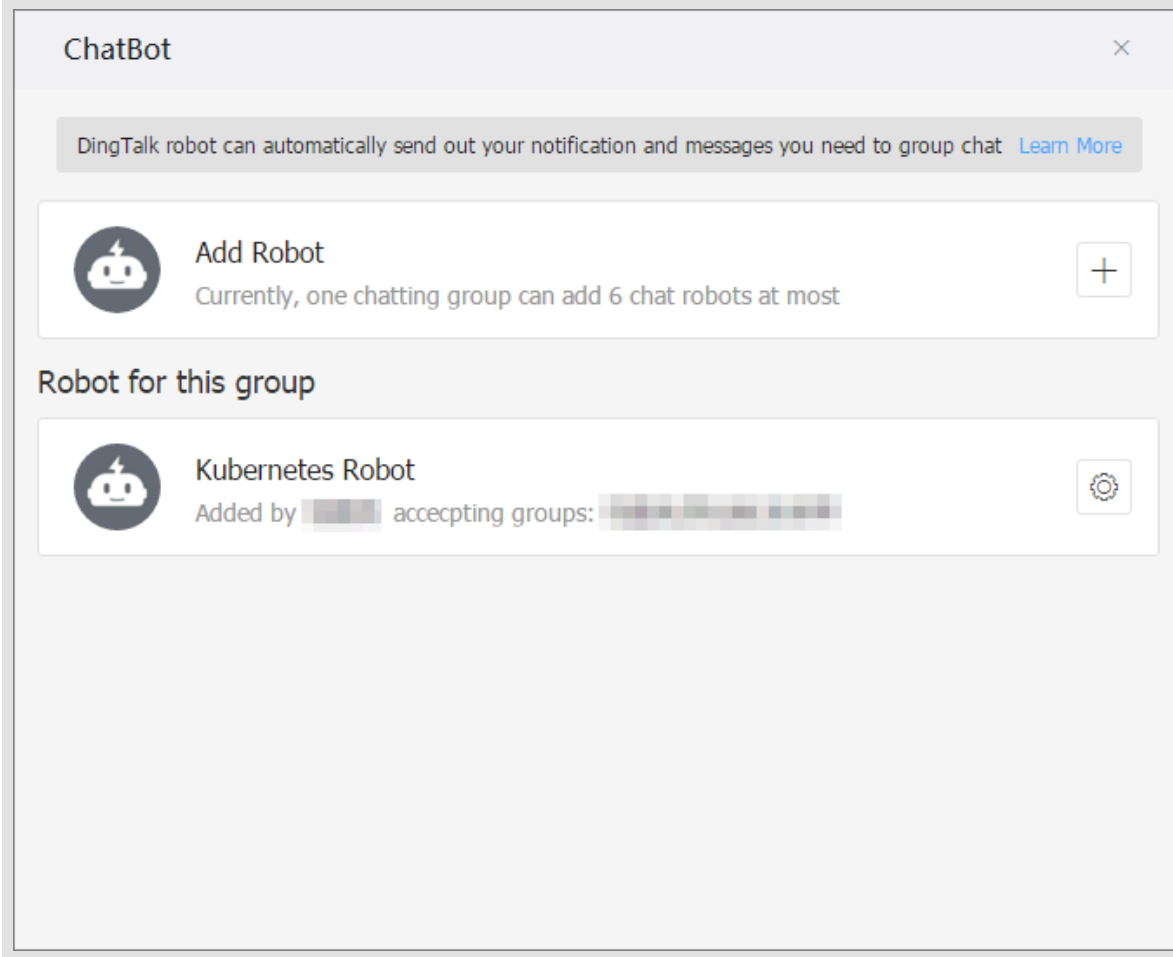 ChatBot
DingTalk robot can automatically send out your notification and messages you need to group chat Learn More
Add Robot
Currently, one chatting group can add 6 chat robots at most
Robot for this group
Kubernetes Robot
Added by accecpting groups: